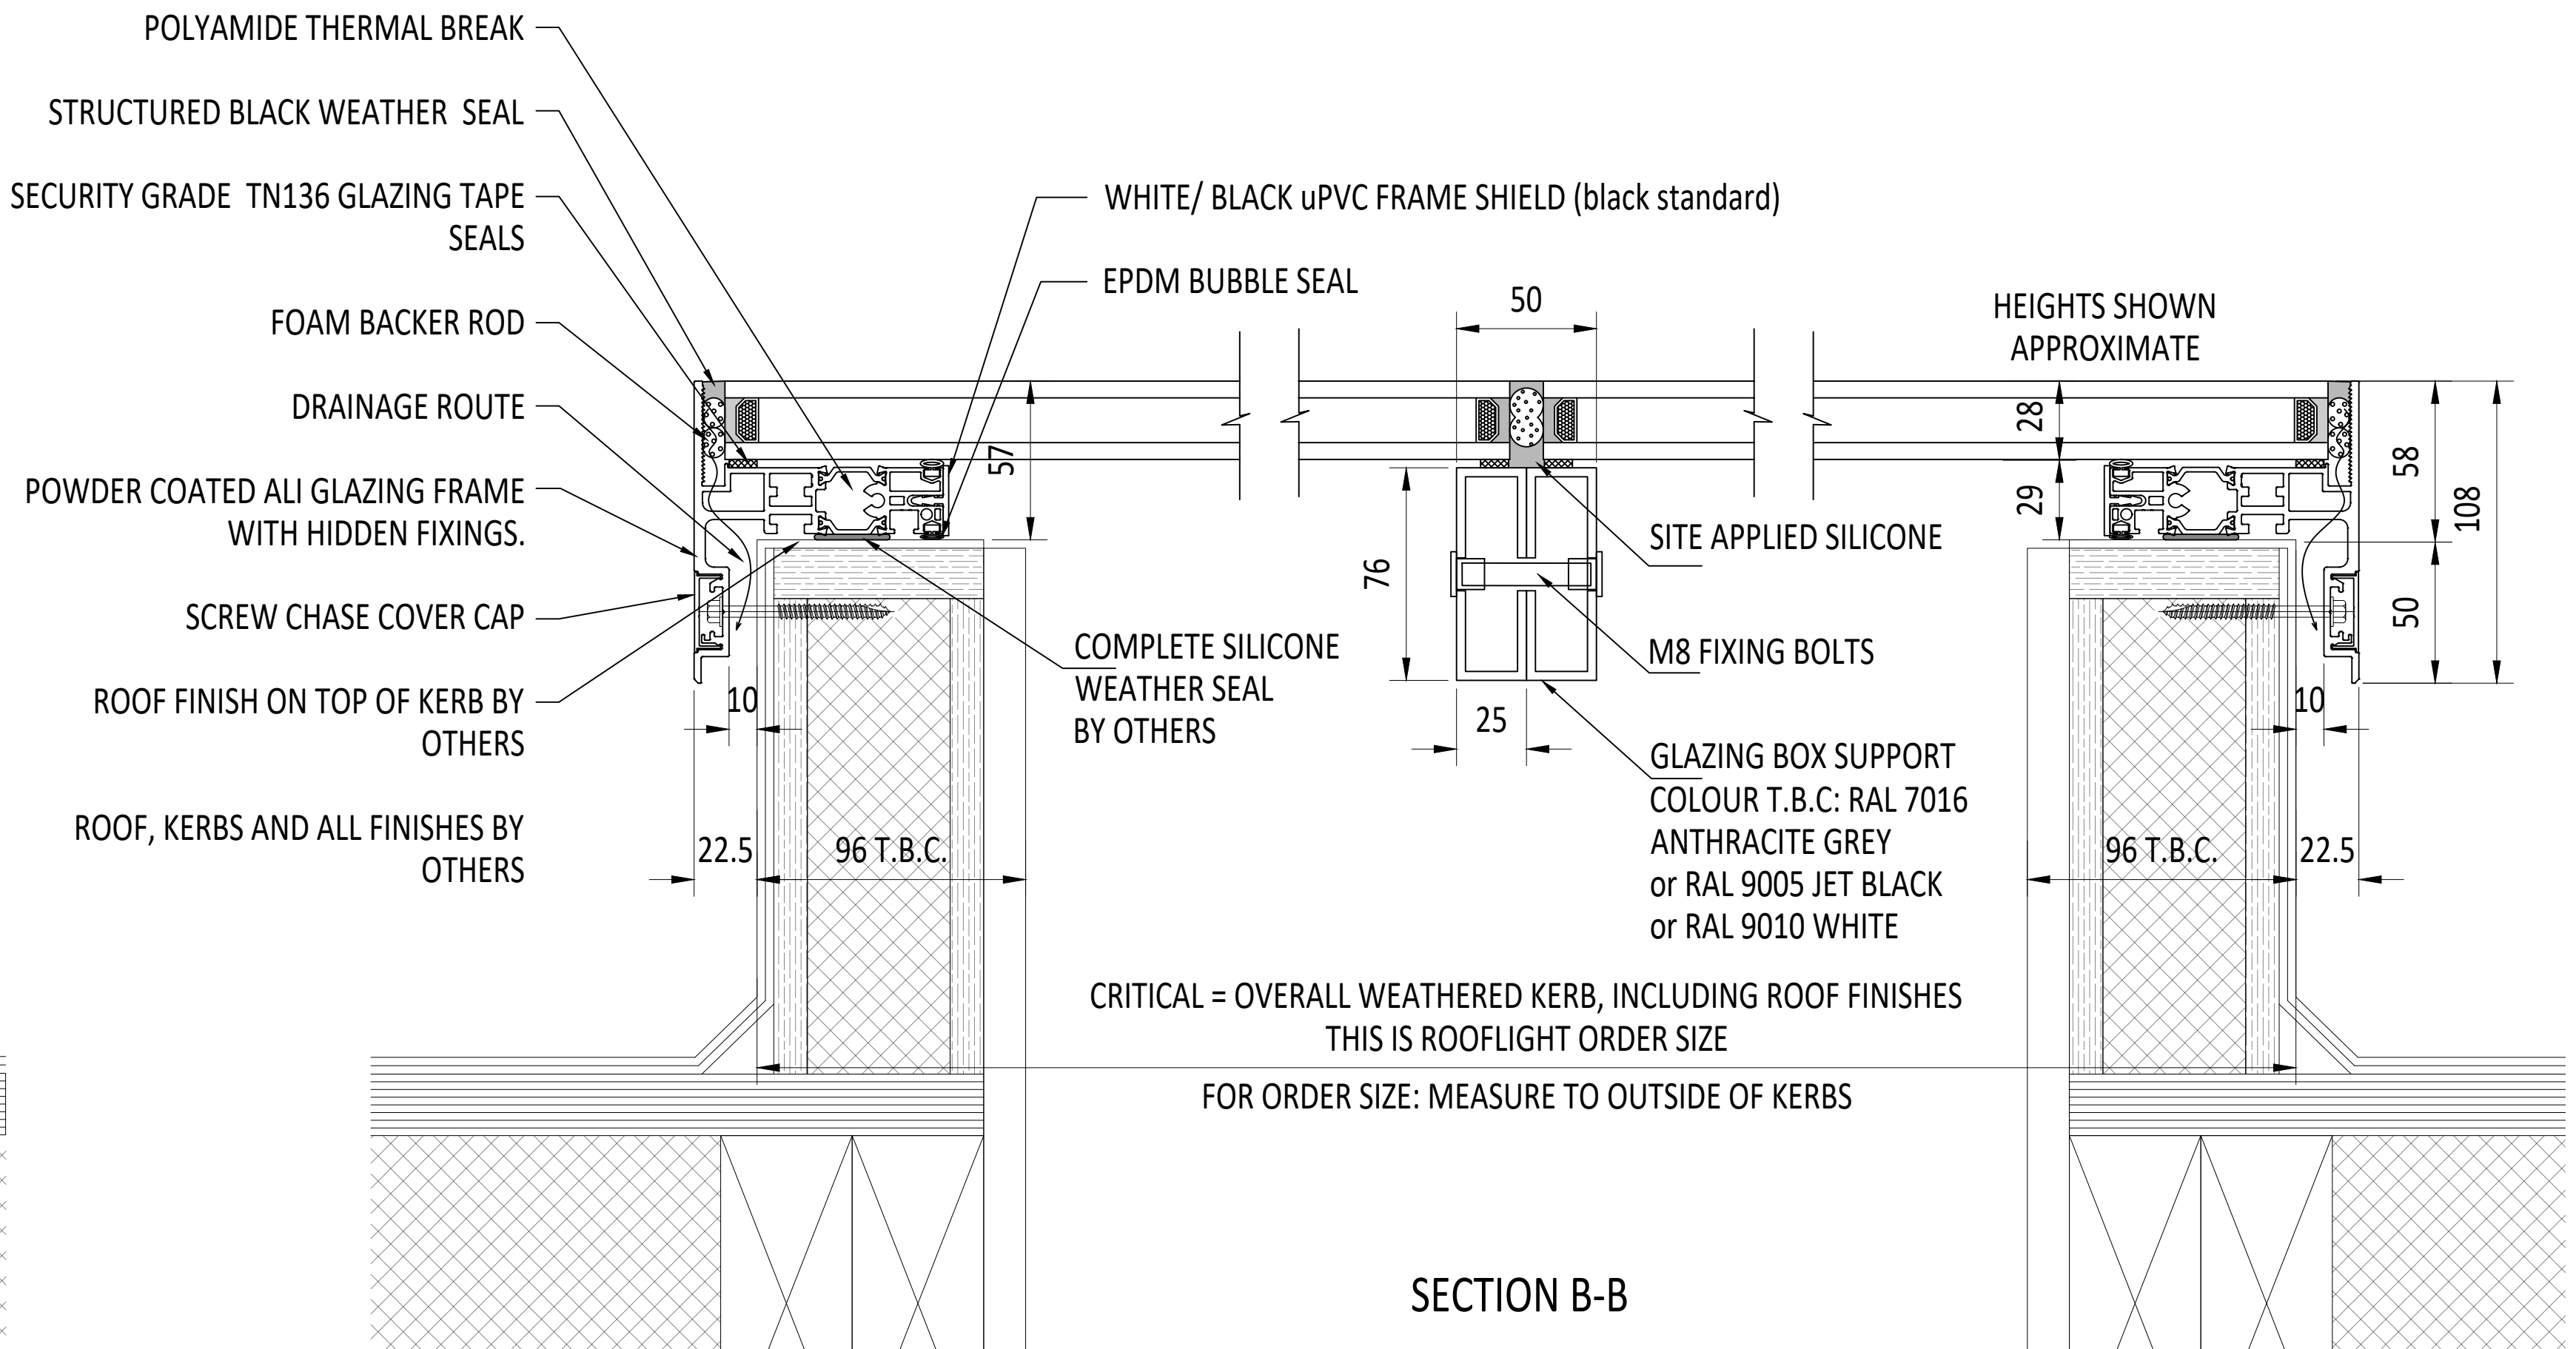 POLYAMIDE THERMAL BREAK
STRUCTURED BLACK WEATHER SEAL
SECURITY GRADE TN136 GLAZING TAPE
SEALS
FOAM BACKER ROD
DRAINAGE ROUTE
POWDER COATED ALI GLAZING FRAME
WITH HIDDEN FIXINGS.
SCREW CHASE COVER CAP
ROOF FINISH ON TOP OF KERB BY
OTHERS
ROOF, KERBS AND ALL FINISHES BY
OTHERS
WHITE/ BLACK uPVC FRAME SHIELD (black standard)
EPDM BUBBLE SEAL
50
HEIGHTS SHOWN
APPROXIMATE
57
28
29
58
108
50
76
25
SITE APPLIED SILICONE
M8 FIXING BOLTS
COMPLETE SILICONE
WEATHER SEAL
BY OTHERS
GLAZING BOX SUPPORT
COLOUR T.B.C: RAL 7016
ANTHRACITE GREY
or RAL 9005 JET BLACK
or RAL 9010 WHITE
10
10
22.5
96 T.B.C.
96 T.B.C.
22.5
CRITICAL = OVERALL WEATHERED KERB, INCLUDING ROOF FINISHES
THIS IS ROOFLIGHT ORDER SIZE
FOR ORDER SIZE: MEASURE TO OUTSIDE OF KERBS
SECTION B-B